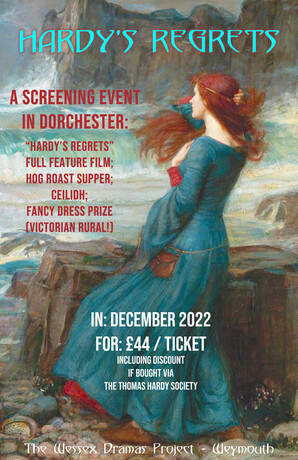 HARDY'S REGRETS
A SCREENING EVENT
IN DORCHESTER:
"HARDY'S REGRETS"
FULL FEATURE FILM;
HOG ROAST SUPPER;
CEILIDH;
FANCY DRESS PRIZE
(VICTORIAN RURAL!)
IN: DECEMBER 2022
FOR: £44 / TICKET
INCLUDING DISCOUNT
IF BOUGHT VIA
THE THOMAS HARDY SOCIETY
The Wessex Dramas Project - Weymouth